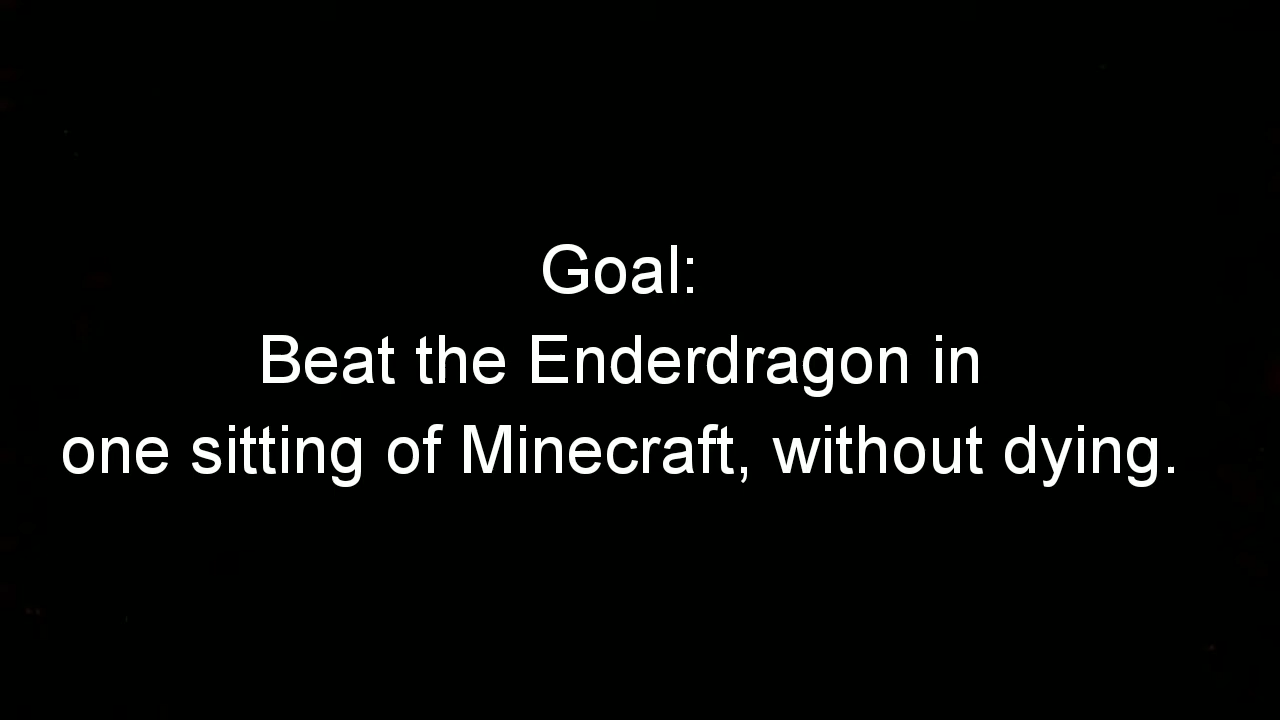 Goal:
Beat the Enderdragon in
one sitting of Minecraft, without dying.